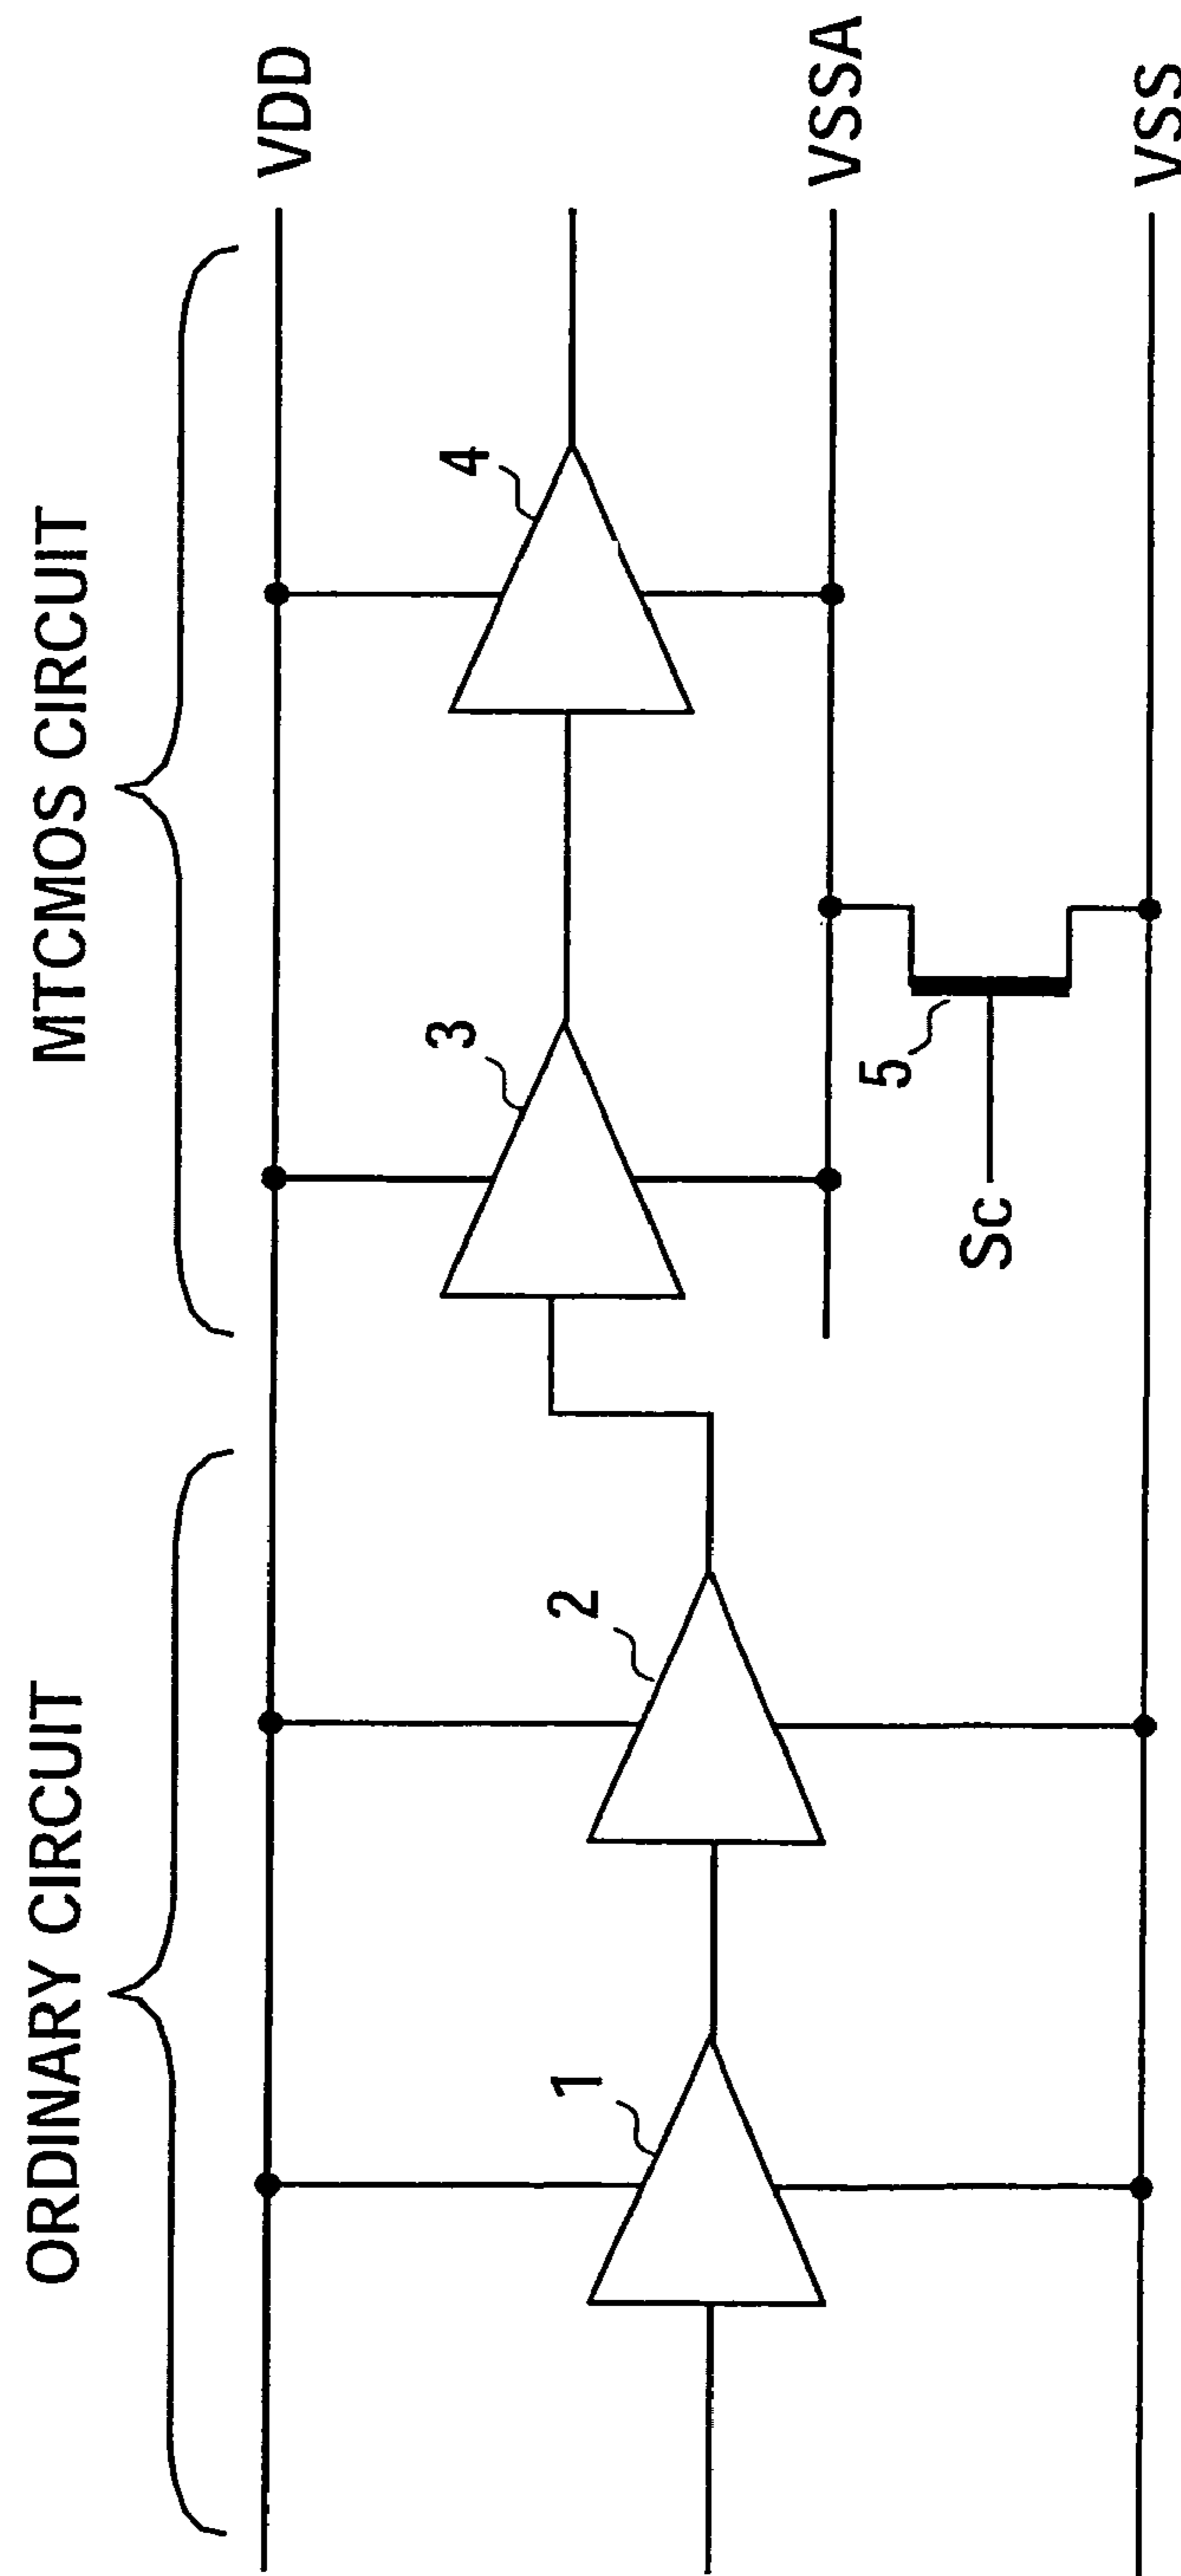 ORDINARY CIRCUIT
MTCMOS CIRCUIT
VDD
1
2
3
4
VSSA
5
Sc
VSS